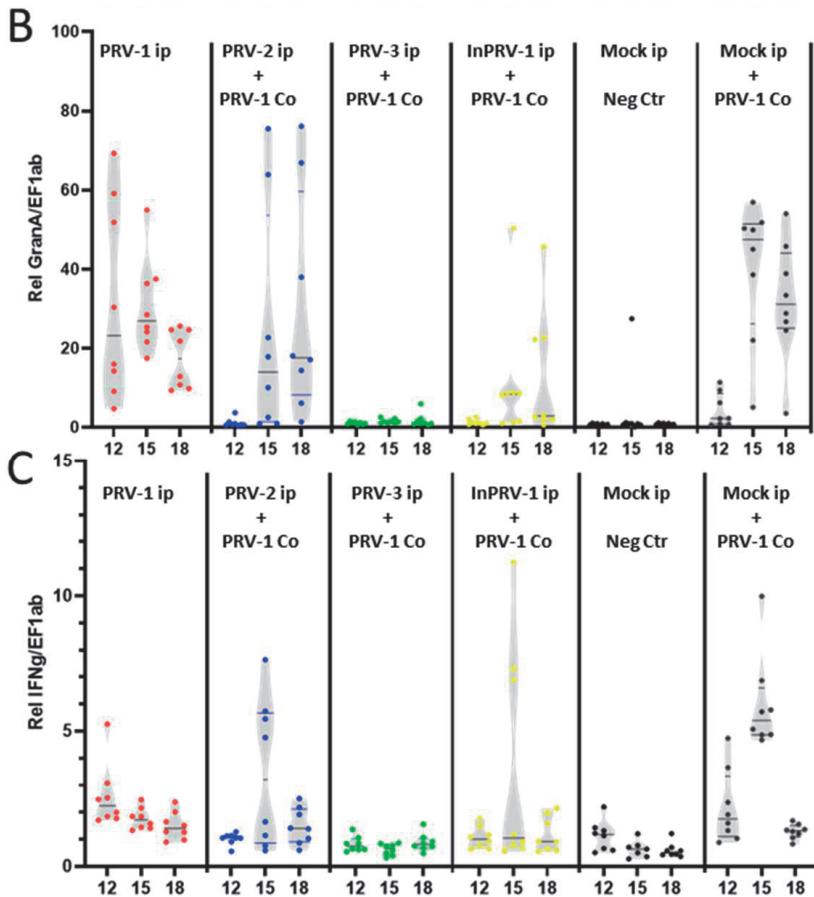 B
Rel GranA/EF1ab
100
80
60
40
20
0
PRV-1 ip
PRV-2 ip
+
PRV-1 Co
PRV-3 ip
+
PRV-1 Co
InPRV-1 ip
+
PRV-1 Co
Mock ip
Neg Ctr
Mock ip
+
PRV-1 Co
12 15 18 12 15 18 12 15 18 12 15 18 12 15 18 12 15 18
C
Rel IFNg/EF1ab
15
10
5
0
PRV-1 ip
PRV-2 ip
+
PRV-1 Co
PRV-3 ip
+
PRV-1 Co
InPRV-1 ip
+
PRV-1 Co
Mock ip
Neg Ctr
Mock ip
+
PRV-1 Co
12 15 18 12 15 18 12 15 18 12 15 18 12 15 18 12 15 18